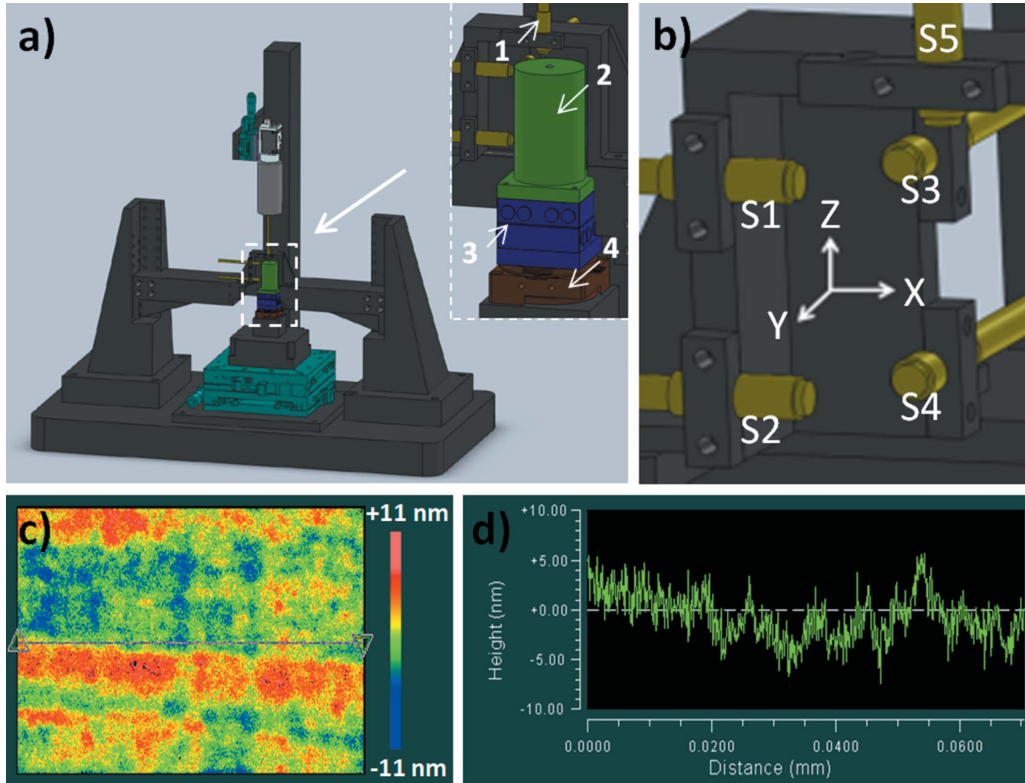 a)
1
2
3
4
b)
S5
S1
S3
Z
X
Y
S2
S4
c)
+11 nm
-11 nm
d)
+10.00
+5.00
+0.00
-5.00
-10.00
Height (nm)
0.0000
0.0200
0.0400
0.0600
Distance (mm)